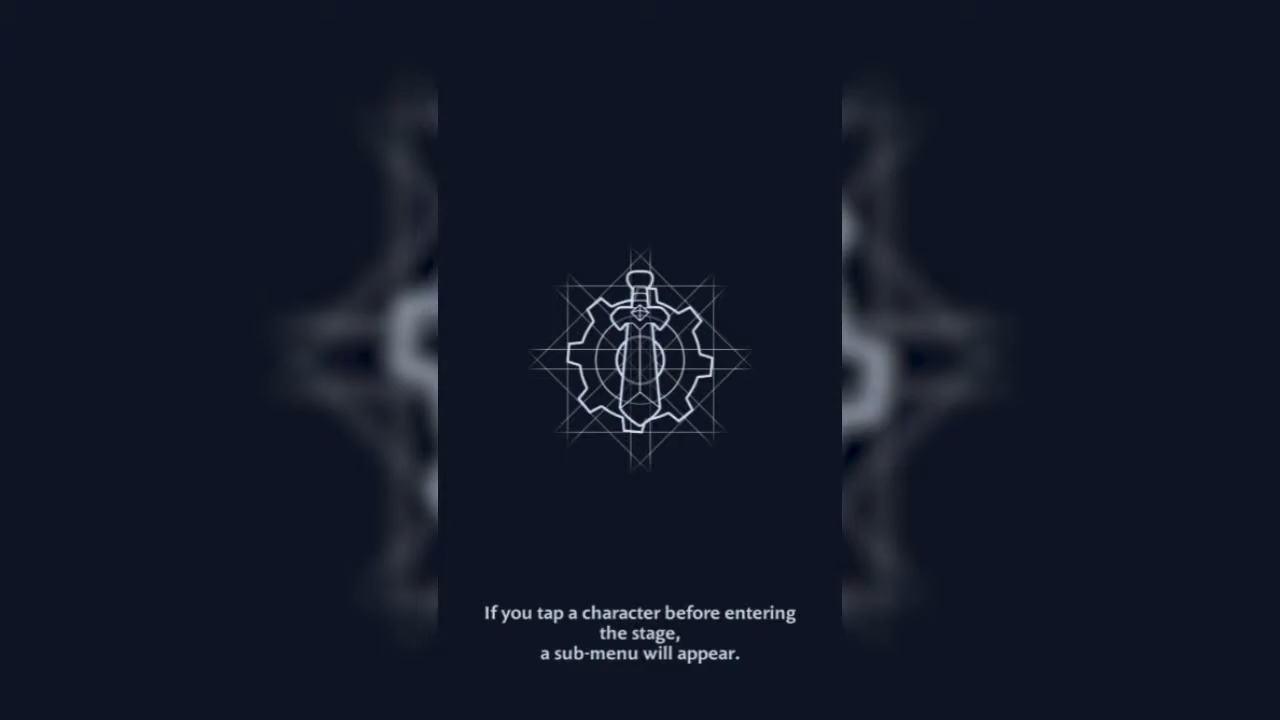 If you tap a character before entering
the stage,
a sub-menu will appear.